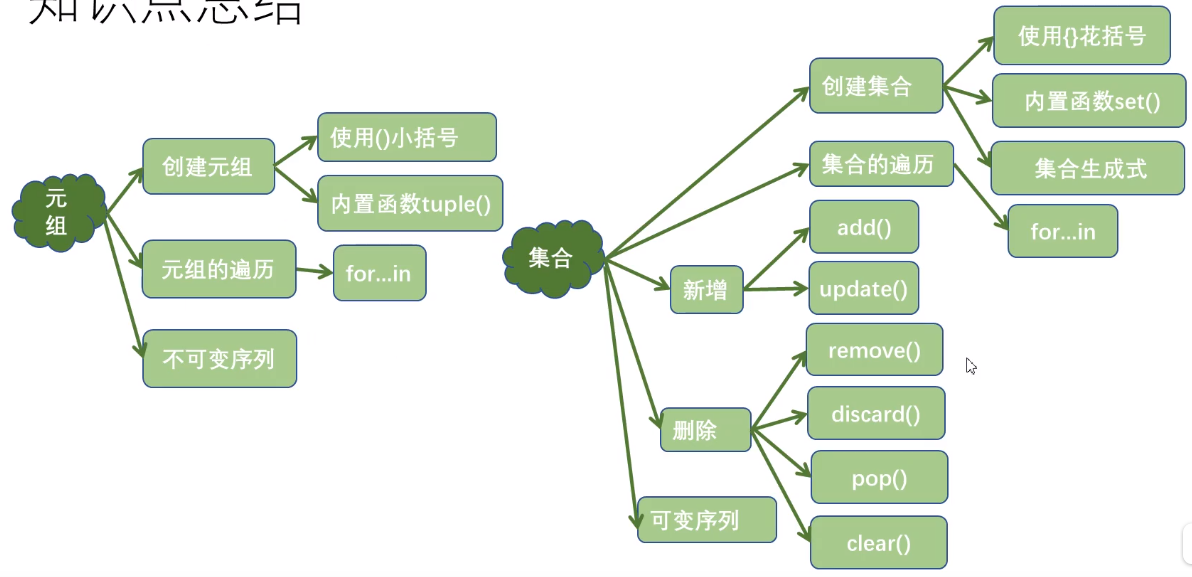 知识点总结
元
组
创建元组
使用()小括号
内置函数tuple()
元组的遍历
for...in
不可变序列
集合
创建集合
使用{}花括号
内置函数set()
集合生成式
集合的遍历
for...in
新增
add()
update()
删除
remove()
discard()
pop()
clear()
可变序列